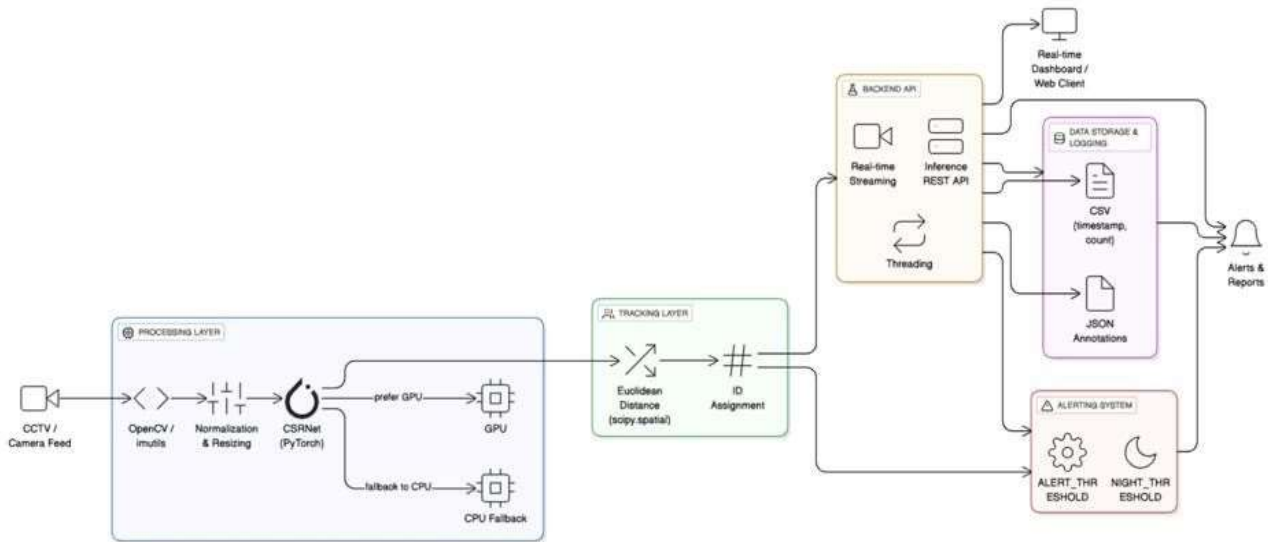 Real-time
Dashboard /
Web Client
BACKEND API
Real-time
Streaming
Inference
REST API
Threading
DATA STORAGE &
LOGGING
CSV
(timestamp,
count)
JSON
Annotations
Alerts &
Reports
PROCESSING LAYER
CCTV /
Camera Feed
OpenCV /
imutils
Normalization
& Resizing
CSRNet
(PyTorch)
prefer GPU
GPU
fallback to CPU
CPU Fallback
TRACKING LAYER
Euclidean
Distance
(scipy.spatial)
ID
Assignment
ALERTING SYSTEM
ALERT_THR
ESHOLD
NIGHT_THR
ESHOLD